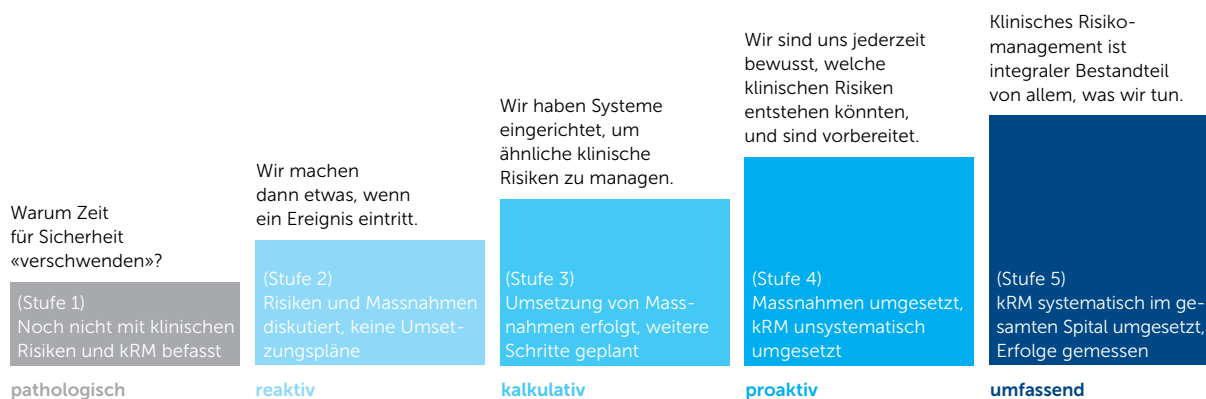 Warum Zeit
für Sicherheit
«verschwenden»?
(Stufe 1)
Noch nicht mit klinischen
Risiken und kRM befasst
pathologisch
Wir machen
dann etwas, wenn
ein Ereignis eintritt.
(Stufe 2)
Risiken und Massnahmen
diskutiert, keine Umset-
zungspläne
reaktiv
Wir haben Systeme
eingerichtet, um
ähnliche klinische
Risiken zu managen.
(Stufe 3)
Umsetzung von Mass-
nahmen erfolgt, weitere
Schritte geplant
kalkulativ
Wir sind uns jederzeit
bewusst, welche
klinischen Risiken
entstehen könnten,
und sind vorbereitet.
(Stufe 4)
Massnahmen umgesetzt,
kRM unsystematisch
umgesetzt
proaktiv
Klinisches Risiko-
management ist
integraler Bestandteil
von allem, was wir tun.
(Stufe 5)
kRM systematisch im ge-
samten Spital umgesetzt,
Erfolge gemessen
umfassend